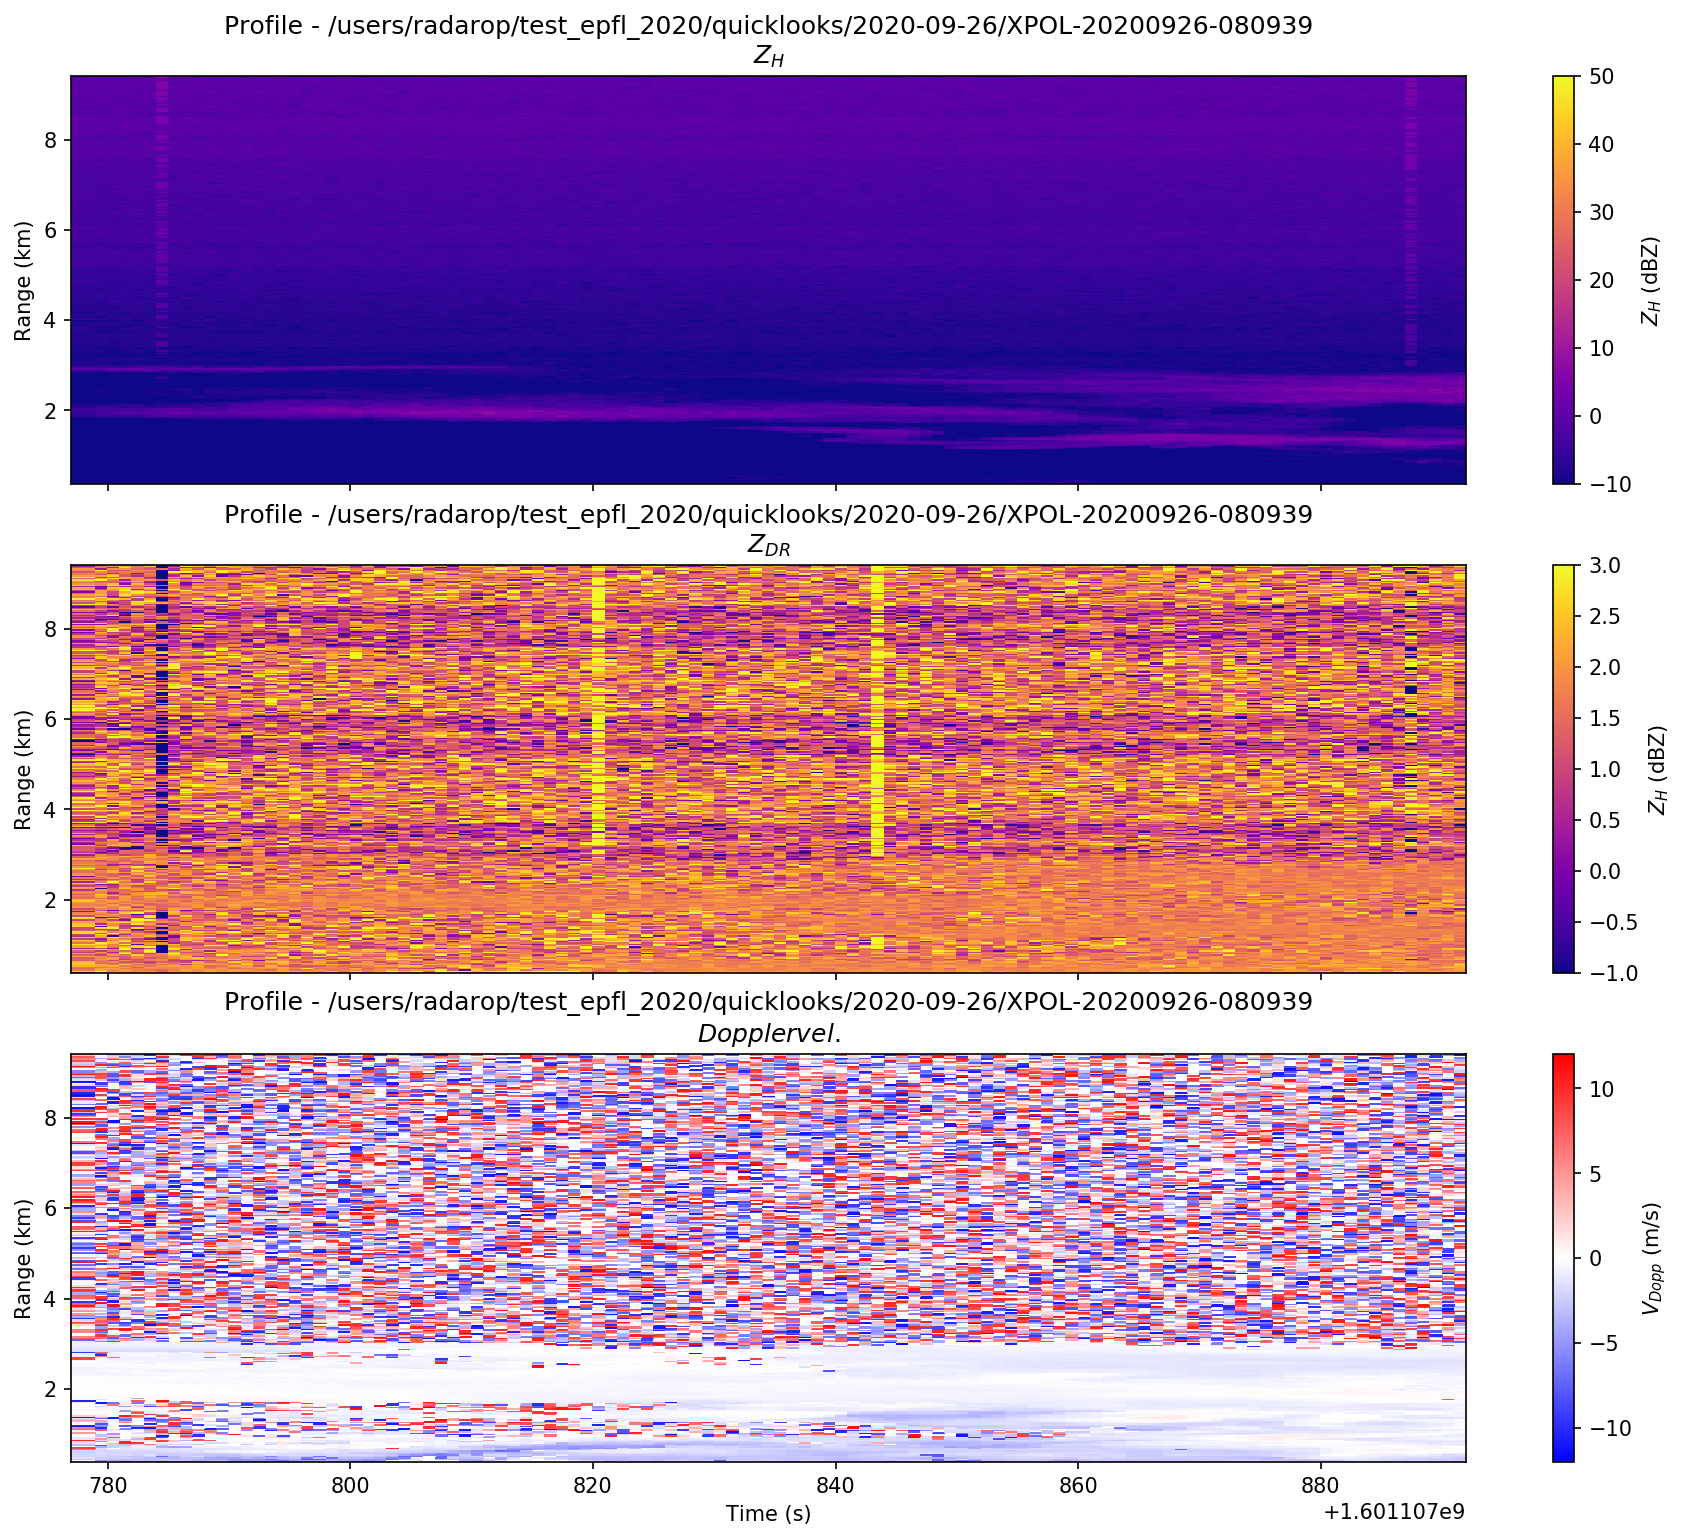 Profile - /users/radarop/test_epfl_2020/quicklooks/2020-09-26/XPOL-20200926-080939
Z_H
Range (km)
8
6
4
2
50
40
30
20
10
0
−10
Z_H (dBZ)
Profile - /users/radarop/test_epfl_2020/quicklooks/2020-09-26/XPOL-20200926-080939
Z_DR
Range (km)
8
6
4
2
3.0
2.5
2.0
1.5
1.0
0.5
0.0
−0.5
−1.0
Z_H (dBZ)
Profile - /users/radarop/test_epfl_2020/quicklooks/2020-09-26/XPOL-20200926-080939
Dopplervel.
Range (km)
8
6
4
2
10
5
0
−5
−10
V_Dopp (m/s)
780 800 820 840 860 880
Time (s)
+1.601107e9